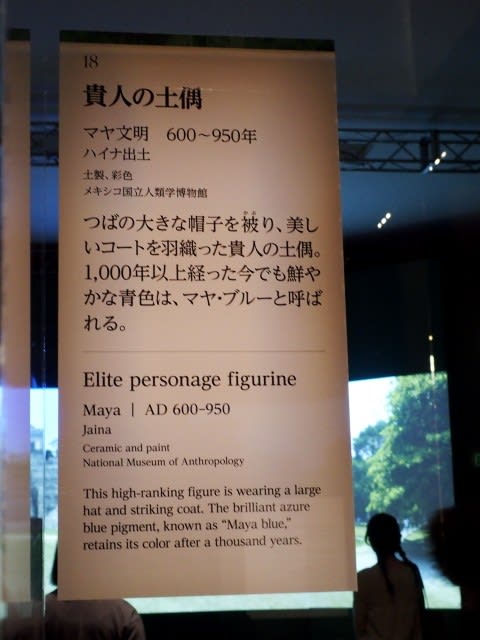 18
貴人の土偶
マヤ文明　600～950年
ハイナ出土
土製、彩色
メキシコ国立人類学博物館
つばの大きな帽子を被り、美し
いコートを羽織った貴人の土偶。
1,000年以上経った今でも鮮や
かな青色は、マヤ・ブルーと呼ば
れる。
Elite personage figurine
Maya | AD 600-950
Jaina
Ceramic and paint
National Museum of Anthropology
This high-ranking figure is wearing a large
hat and striking coat. The brilliant azure
blue pigment, known as “Maya blue,”
retains its color after a thousand years.